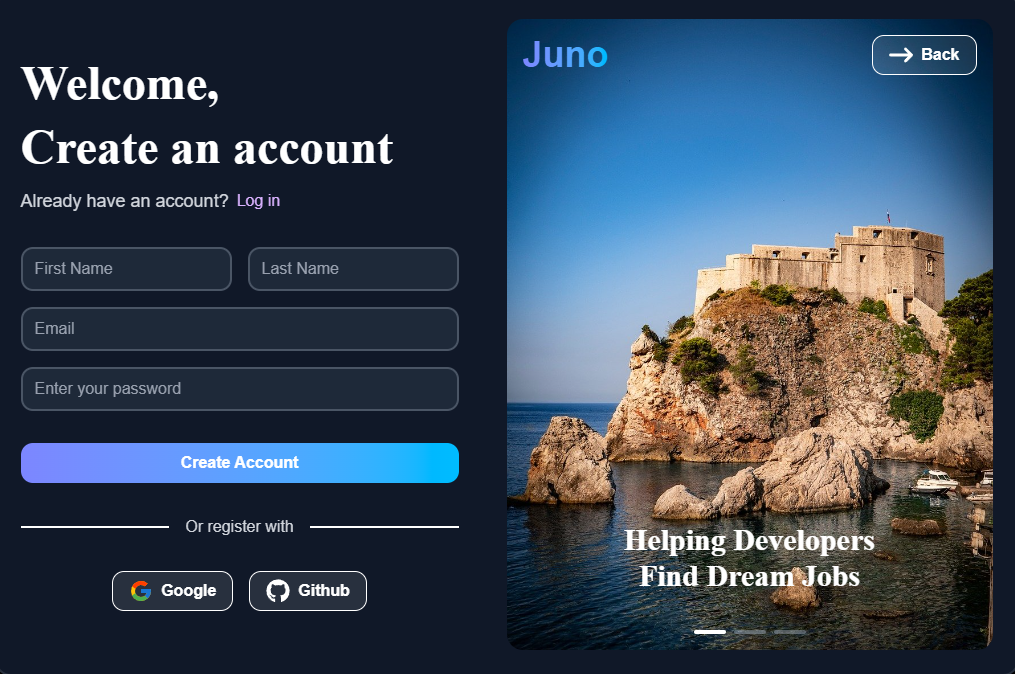 Welcome,
Create an account
Already have an account? Log in
First Name
Last Name
Email
Enter your password
Create Account
Or register with
Google
Github
Juno
Back
Helping Developers
Find Dream Jobs